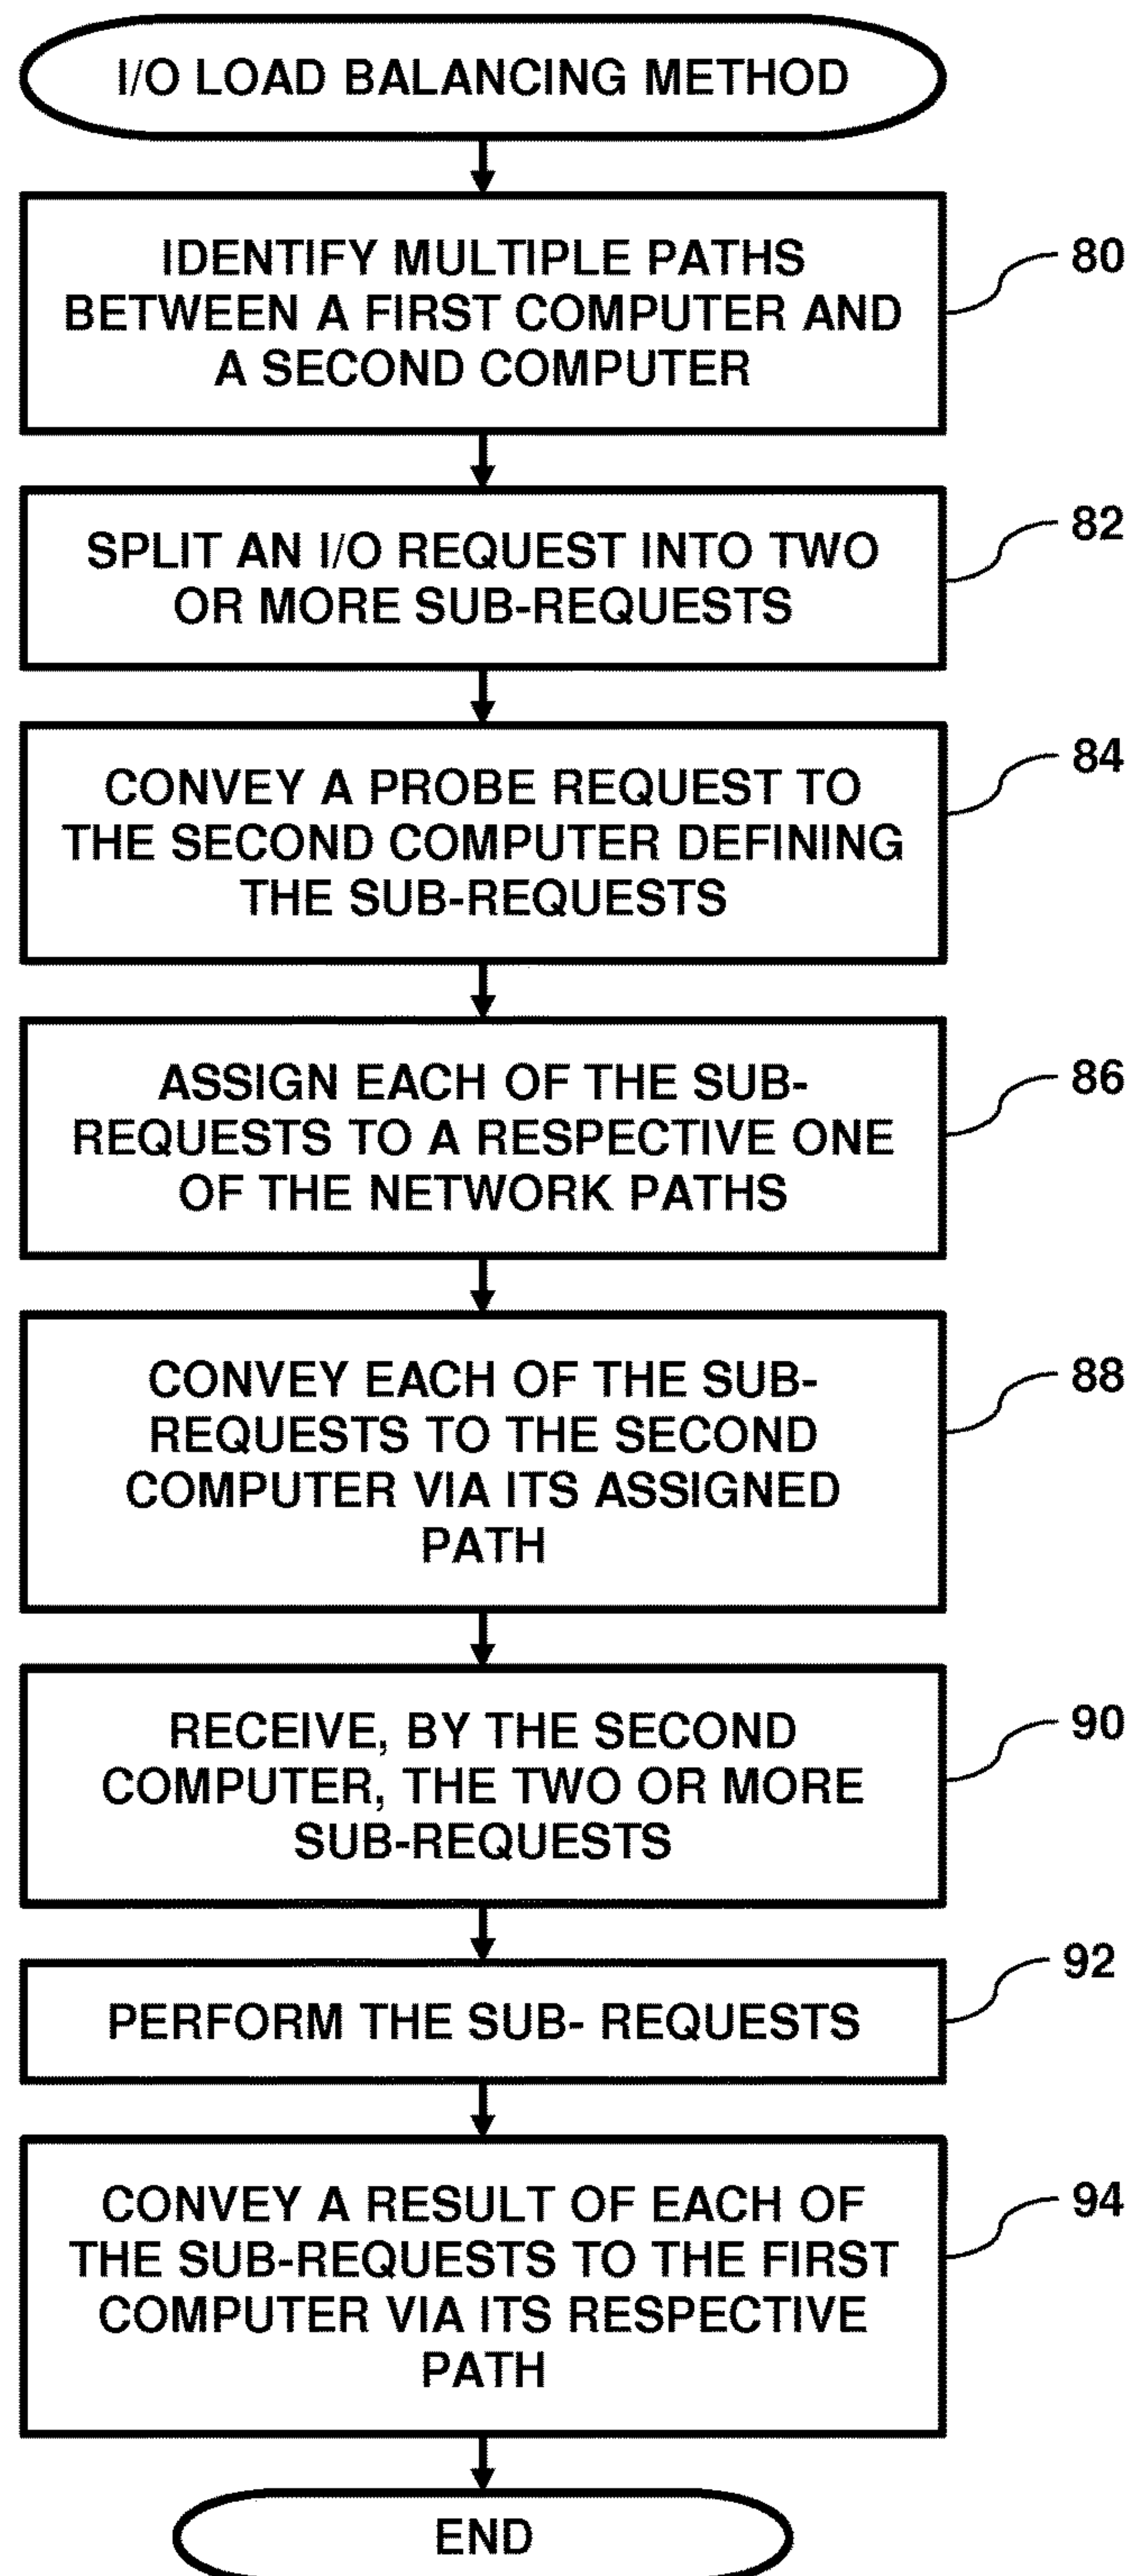 I/O LOAD BALANCING METHOD
IDENTIFY MULTIPLE PATHS
BETWEEN A FIRST COMPUTER AND
A SECOND COMPUTER
80
SPLIT AN I/O REQUEST INTO TWO
OR MORE SUB-REQUESTS
82
CONVEY A PROBE REQUEST TO
THE SECOND COMPUTER DEFINING
THE SUB-REQUESTS
84
ASSIGN EACH OF THE SUB-
REQUESTS TO A RESPECTIVE ONE
OF THE NETWORK PATHS
86
CONVEY EACH OF THE SUB-
REQUESTS TO THE SECOND
COMPUTER VIA ITS ASSIGNED
PATH
88
RECEIVE, BY THE SECOND
COMPUTER, THE TWO OR MORE
SUB-REQUESTS
90
PERFORM THE SUB- REQUESTS
92
CONVEY A RESULT OF EACH OF
THE SUB-REQUESTS TO THE FIRST
COMPUTER VIA ITS RESPECTIVE
PATH
94
END